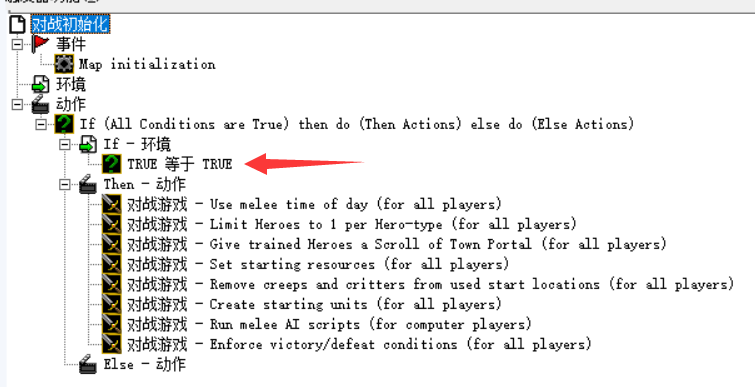 对战初始化
事件
Map initialization
环境
动作
If (All Conditions are True) then do (Then Actions) else do (Else Actions)
If - 环境
TRUE 等于 TRUE
Then - 动作
对战游戏 - Use melee time of day (for all players)
对战游戏 - Limit Heroes to 1 per Hero-type (for all players)
对战游戏 - Give trained Heroes a Scroll of Town Portal (for all players)
对战游戏 - Set starting resources (for all players)
对战游戏 - Remove creeps and critters from used start locations (for all players)
对战游戏 - Create starting units (for all players)
对战游戏 - Run melee AI scripts (for computer players)
对战游戏 - Enforce victory/defeat conditions (for all players)
Else - 动作